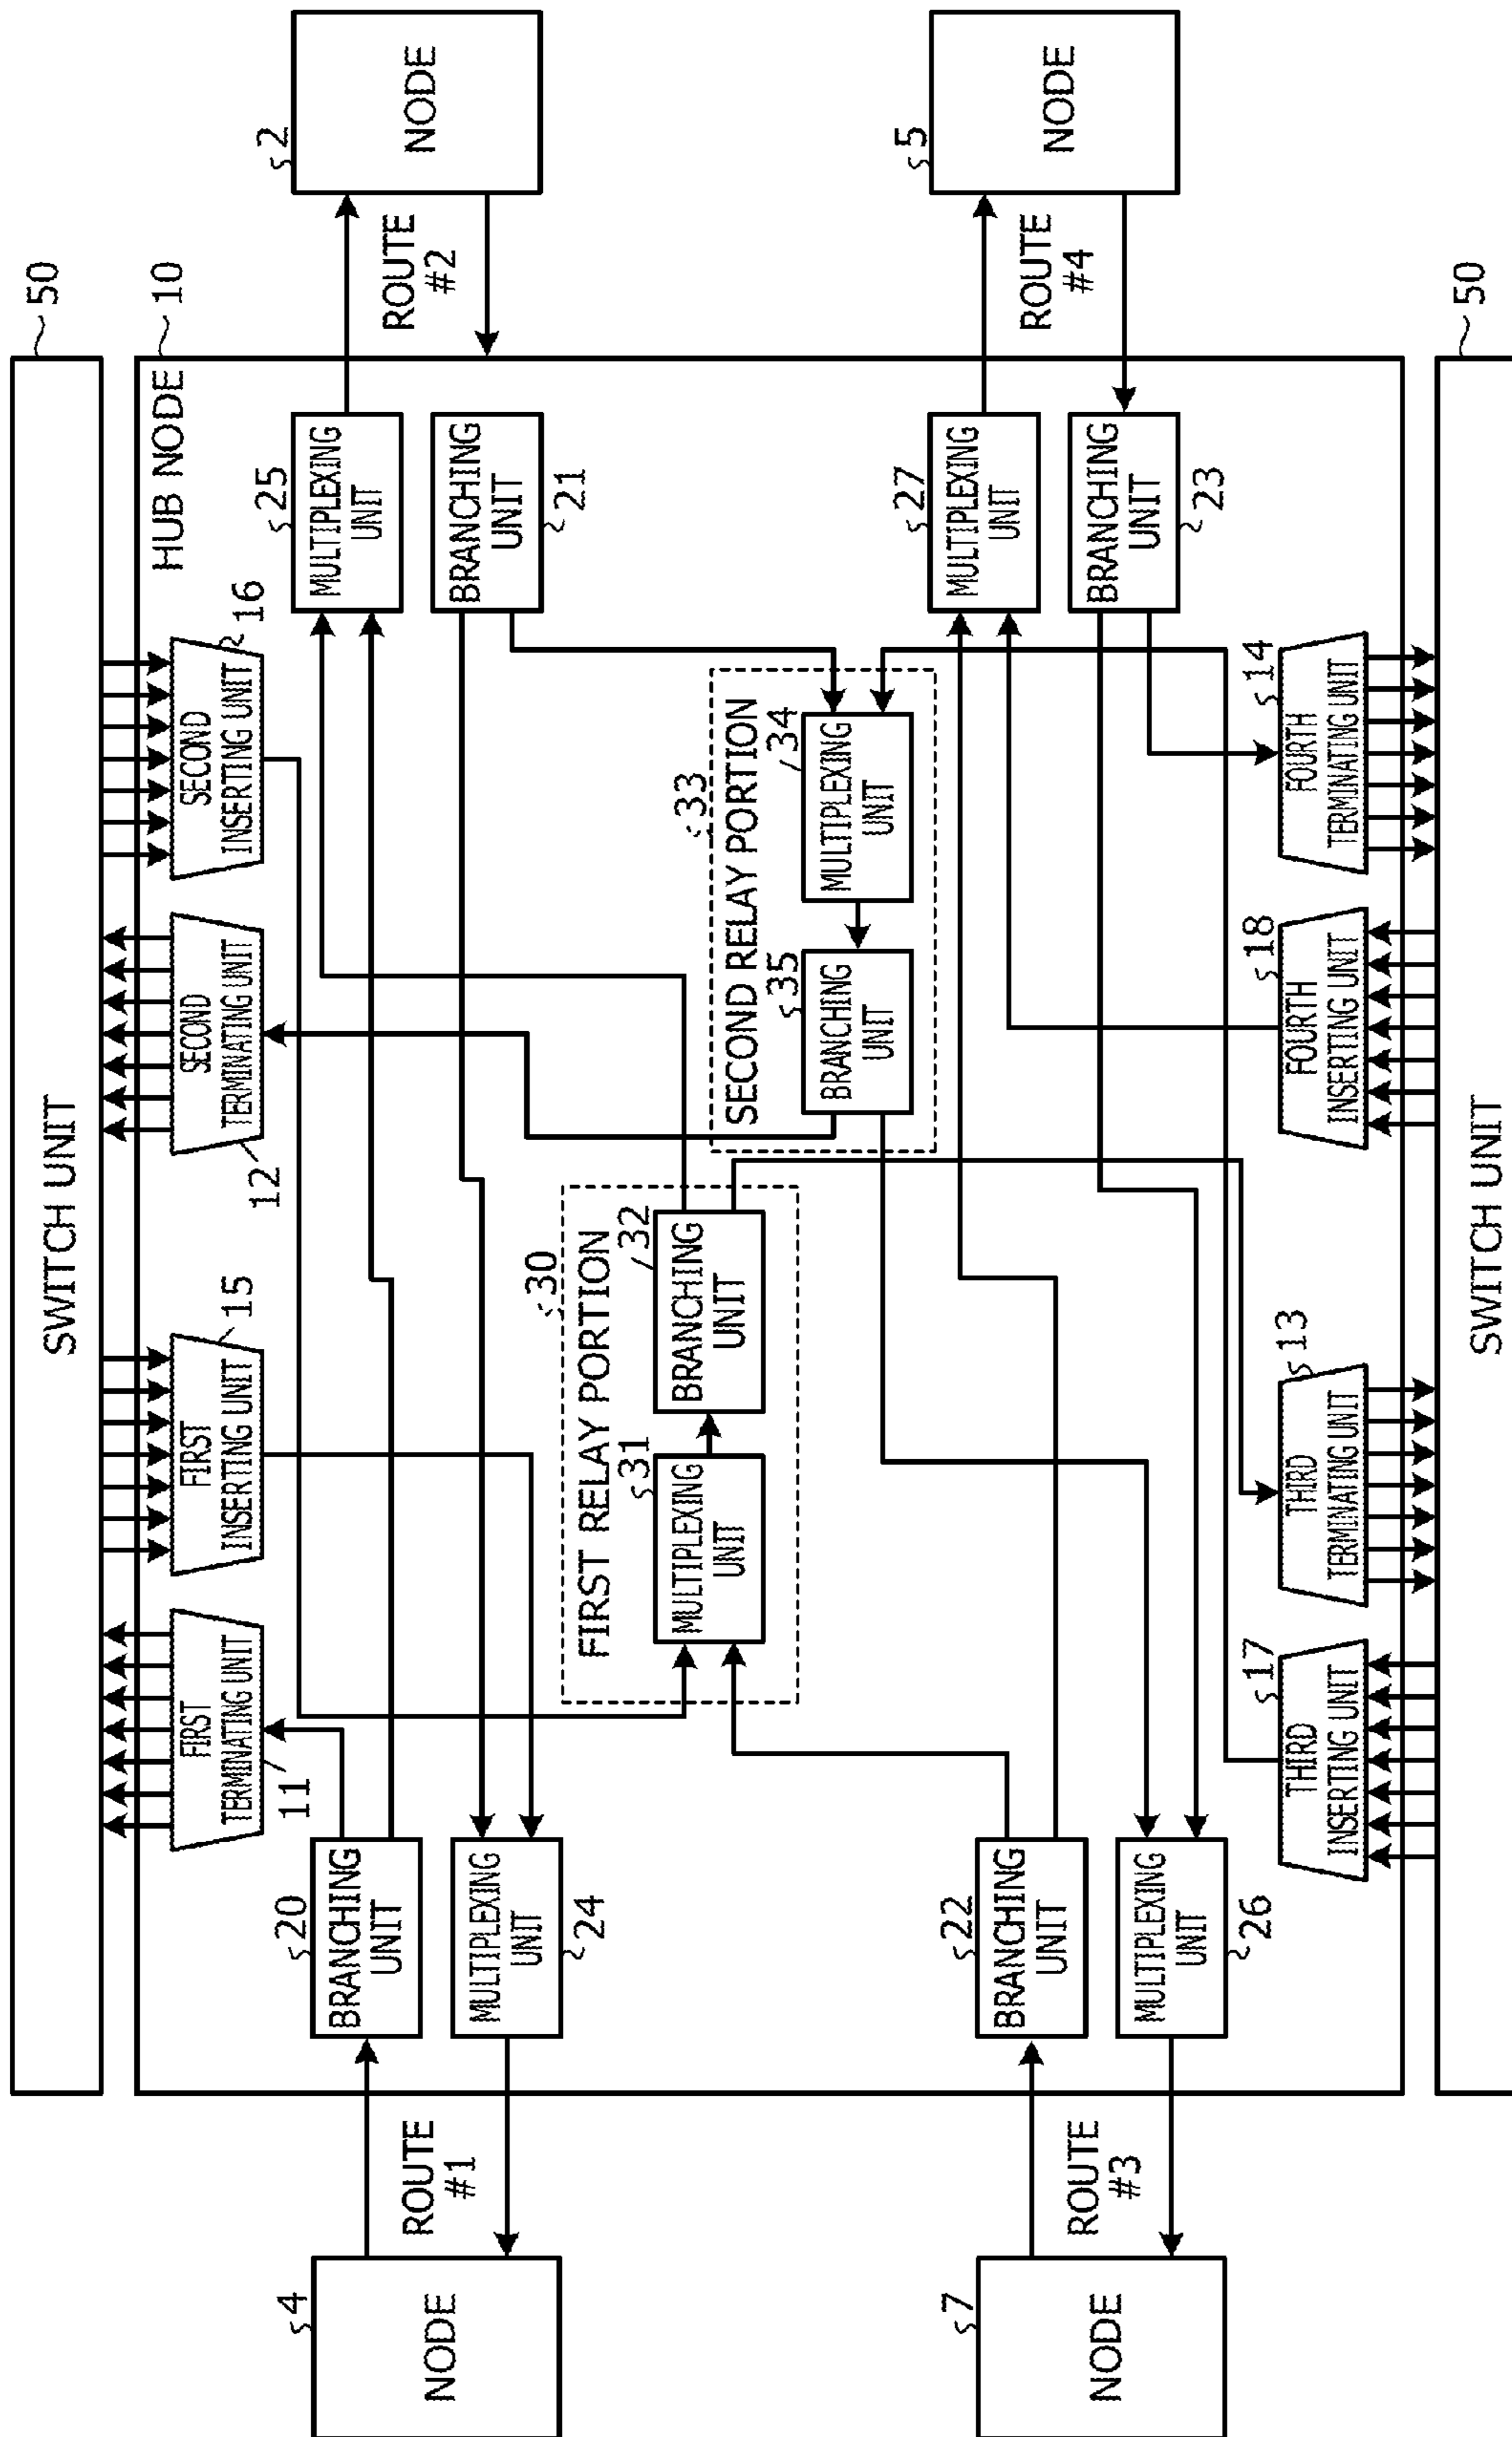 SWITCH UNIT
50
HUB NODE
10
FIRST
TERMINATING UNIT
11
FIRST
INSERTING UNIT
15
SECOND
TERMINATING UNIT
12
SECOND
INSERTING UNIT
16
4
NODE
ROUTE
#1
20
BRANCHING
UNIT
MULTIPLEXING
UNIT
24
25
MULTIPLEXING
UNIT
BRANCHING
UNIT
21
ROUTE
#2
2
NODE
30
FIRST RELAY PORTION
31
MULTIPLEXING
UNIT
32
BRANCHING
UNIT
33
SECOND RELAY PORTION
35
BRANCHING
UNIT
34
MULTIPLEXING
UNIT
7
NODE
ROUTE
#3
22
BRANCHING
UNIT
MULTIPLEXING
UNIT
26
27
MULTIPLEXING
UNIT
BRANCHING
UNIT
23
ROUTE
#4
5
NODE
17
THIRD
INSERTING UNIT
13
THIRD
TERMINATING UNIT
18
FOURTH
INSERTING UNIT
14
FOURTH
TERMINATING UNIT
SWITCH UNIT
50